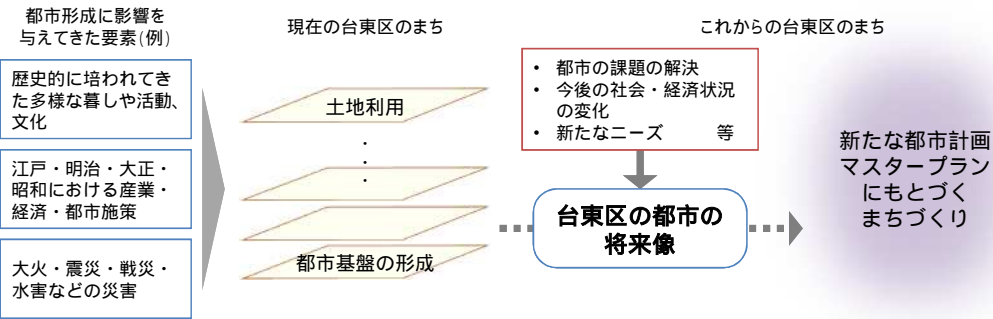 都市形成に影響を
与えてきた要素(例)
現在の台東区のまち
これからの台東区のまち
歴史的に培われてき
た多様な暮しや活動、
文化
江戸・明治・大正・
昭和における産業・
経済・都市施策
大火・震災・戦災・
水害などの災害
土地利用
・
・
・
都市基盤の形成
• 都市の課題の解決
• 今後の社会・経済状況
の変化
• 新たなニーズ 等
台東区の都市の
将来像
新たな都市計画
マスタープラン
にもとづく
まちづくり